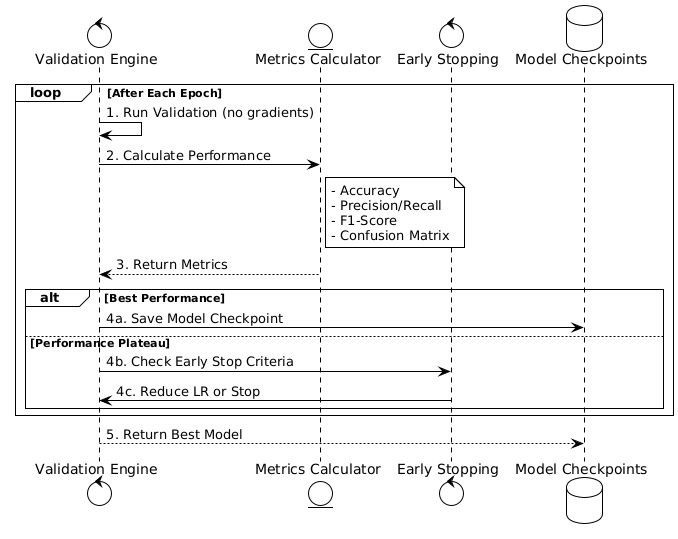 Validation Engine
Metrics Calculator
Early Stopping
Model Checkpoints
loop
[After Each Epoch]
1. Run Validation (no gradients)
2. Calculate Performance
- Accuracy
- Precision/Recall
- F1-Score
- Confusion Matrix
3. Return Metrics
alt
[Best Performance]
4a. Save Model Checkpoint
[Performance Plateau]
4b. Check Early Stop Criteria
4c. Reduce LR or Stop
5. Return Best Model
Validation Engine
Metrics Calculator
Early Stopping
Model Checkpoints